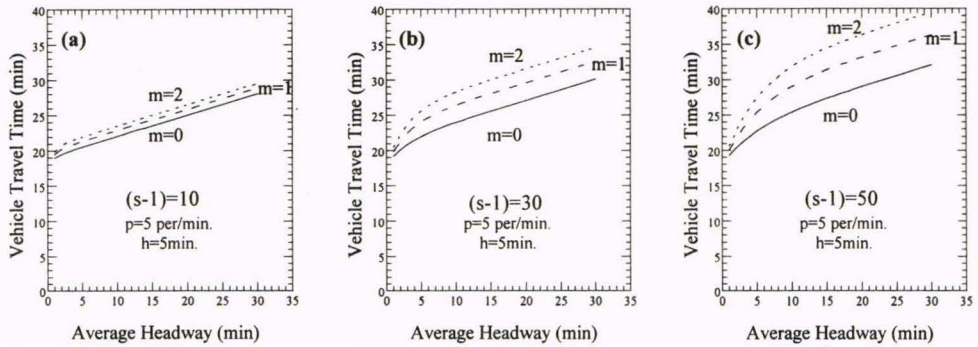 (a)
Vehicle Travel Time (min)
40
35
30
25
20
15
10
5
0
m=2
m=1
m=0
(s-1)=10
p=5 per/min.
h=5min.
0 5 10 15 20 25 30 35
Average Headway (min)
(b)
Vehicle Travel Time (min)
40
35
30
25
20
15
10
5
0
m=2
m=1
m=0
(s-1)=30
p=5 per/min.
h=5min.
0 5 10 15 20 25 30 35
Average Headway (min)
(c)
Vehicle Travel Time (min)
40
35
30
25
20
15
10
5
0
m=2
m=1
m=0
(s-1)=50
p=5 per/min.
h=5min.
0 5 10 15 20 25 30 35
Average Headway (min)